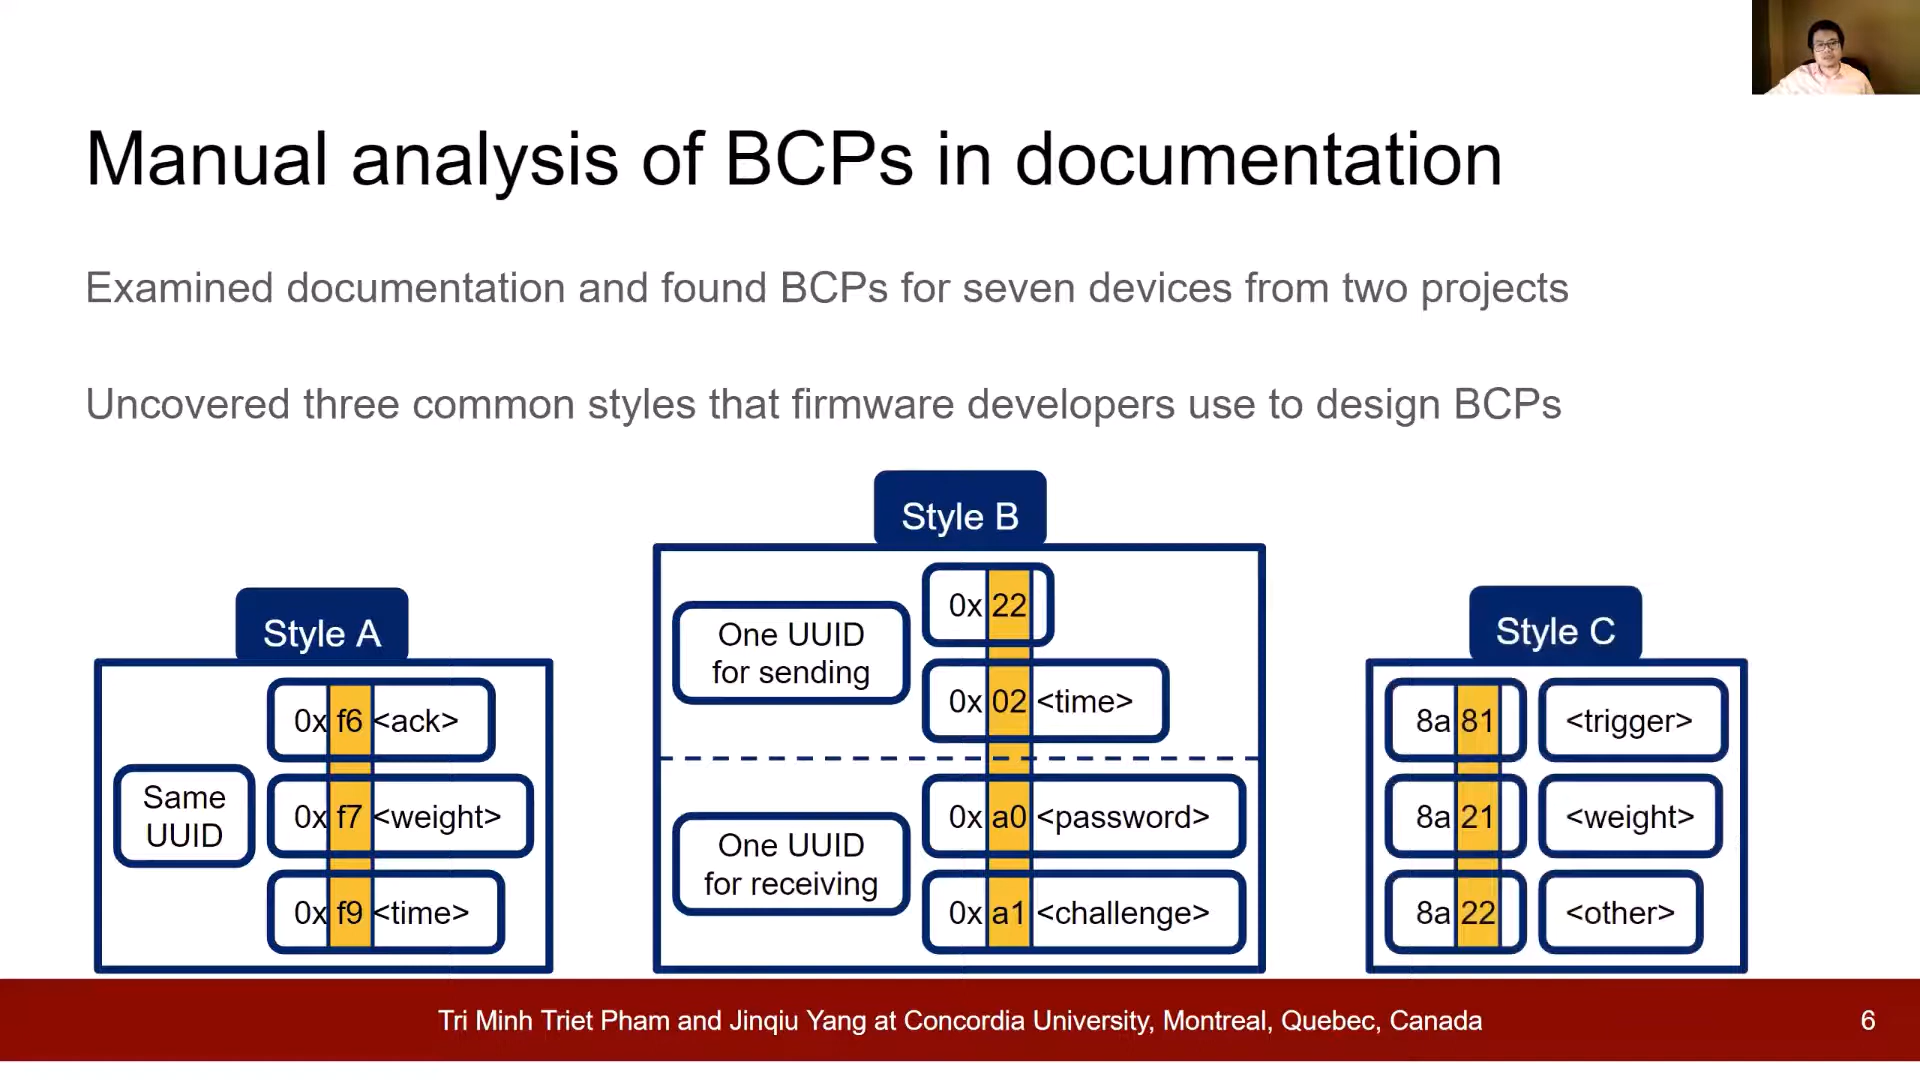 Manual analysis of BCPs in documentation
Examined documentation and found BCPs for seven devices from two projects
Uncovered three common styles that firmware developers use to design BCPs
Style A
Same
UUID
0x f6 <ack>
0x f7 <weight>
0x f9 <time>
Style B
One UUID
for sending
0x 22
0x 02 <time>
One UUID
for receiving
0x a0 <password>
0x a1 <challenge>
Style C
8a 81 <trigger>
8a 21 <weight>
8a 22 <other>
Tri Minh Triet Pham and Jinqiu Yang at Concordia University, Montreal, Quebec, Canada
6